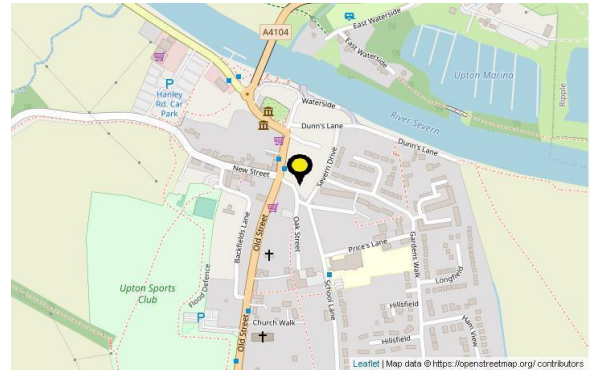 A4104
East Waterside
East Waterside
Upton Marina
Ripple
P
Hanley
Rd. Car
Park
Waterside
River Severn
Dunn's Lane
Dunn's Lane
New Street
Severn Drive
Backfields Lane
Old Street
Oak Street
Price's Lane
Gardens Walk
Longfield
Upton Sports
Club
Flood Defence
School Lane
Hillsfield
Ham View
P
Church Walk
Old Street
Hillsfield
Leaflet | Map data © https://openstreetmap.org/ contributors